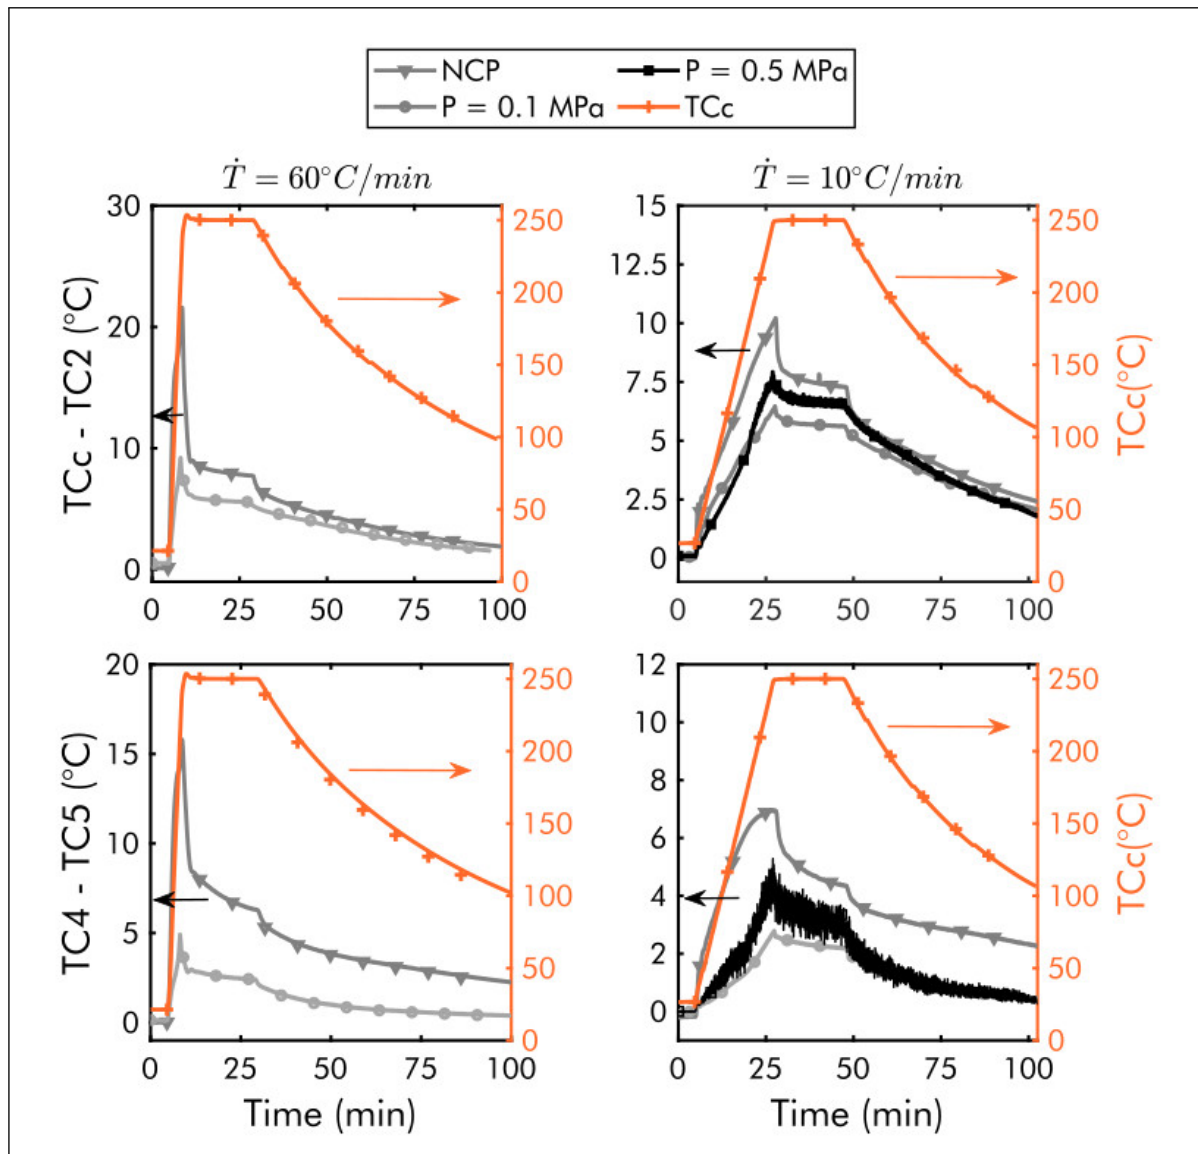 NCP
P = 0.5 MPa
P = 0.1 MPa
TCc
Ṫ = 60°C/min
Ṫ = 10°C/min
30
20
10
0
TCc - TC2 (°C)
250
200
150
100
50
0
0 25 50 75 100
15
12.5
10
7.5
5
2.5
0
250
200
150
100
50
0
TCc(°C)
0 25 50 75 100
20
15
10
5
0
TC4 - TC5 (°C)
250
200
150
100
50
0
0 25 50 75 100
Time (min)
12
10
8
6
4
2
0
250
200
150
100
50
0
TCc(°C)
0 25 50 75 100
Time (min)